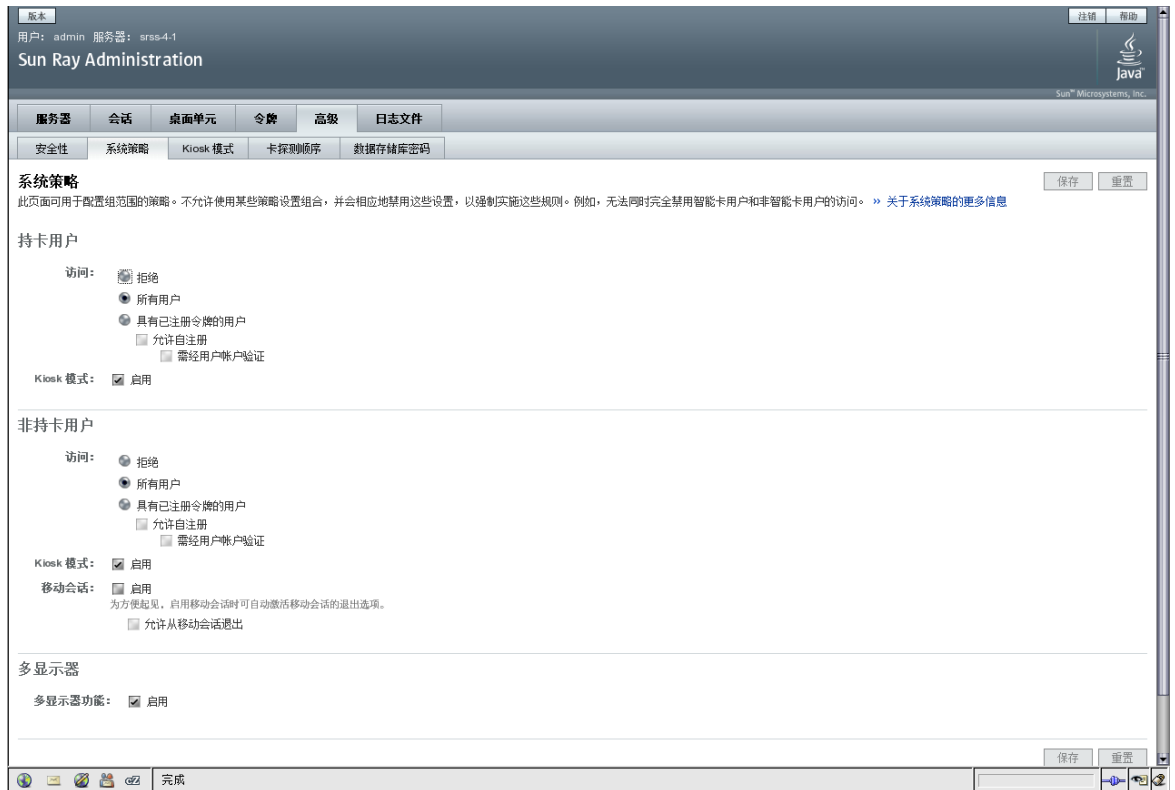 版本
注销
帮助
用户: admin 服务器: srss-4-1
Sun Ray Administration
Java™
Sun™ Microsystems, Inc.
服务器
会话
桌面单元
令牌
高级
日志文件
安全性
系统策略
Kiosk 模式
卡探测顺序
数据存储库密码
系统策略
保存
重置
此页面可用于配置组范围的策略。不允许使用某些策略设置组合，并会相应地禁用这些设置，以强制实施这些规则。例如，无法同时完全禁用智能卡用户和非智能卡用户的访问。 » 关于系统策略的更多信息
持卡用户
访问:
拒绝
所有用户
具有已注册令牌的用户
允许自注册
需经用户帐户验证
Kiosk 模式:
启用
非持卡用户
访问:
拒绝
所有用户
具有已注册令牌的用户
允许自注册
需经用户帐户验证
Kiosk 模式:
启用
移动会话:
启用
为方便起见，启用移动会话时可自动激活移动会话的退出选项。
允许从移动会话退出
多显示器
多显示器功能:
启用
保存
重置
完成